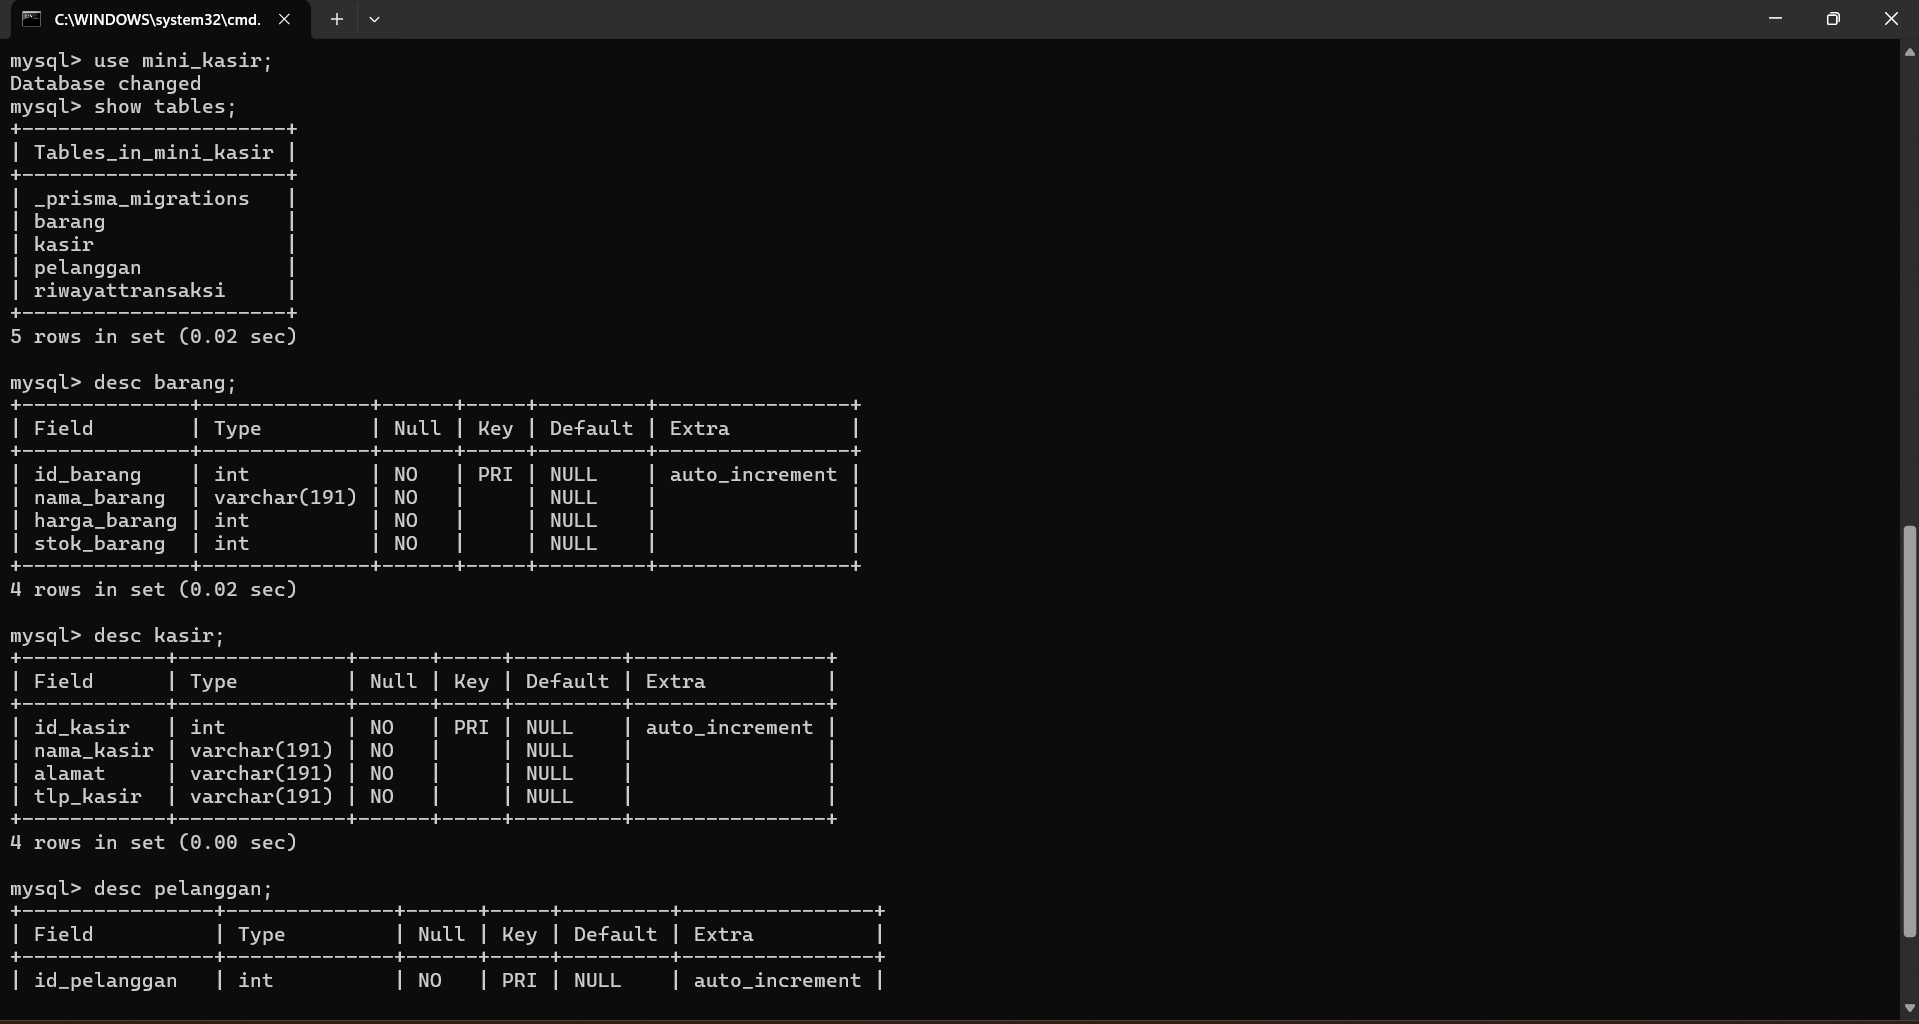 C:\WINDOWS\system32\cmd.
mysql> use mini_kasir;
Database changed
mysql> show tables;
+----------------------+
| Tables_in_mini_kasir |
+----------------------+
| _prisma_migrations   |
| barang               |
| kasir                |
| pelanggan            |
| riwayattransaksi     |
+----------------------+
5 rows in set (0.02 sec)

mysql> desc barang;
+--------------+--------------+------+-----+---------+----------------+
| Field        | Type         | Null | Key | Default | Extra          |
+--------------+--------------+------+-----+---------+----------------+
| id_barang    | int          | NO   | PRI | NULL    | auto_increment |
| nama_barang  | varchar(191) | NO   |     | NULL    |                |
| harga_barang | int          | NO   |     | NULL    |                |
| stok_barang  | int          | NO   |     | NULL    |                |
+--------------+--------------+------+-----+---------+----------------+
4 rows in set (0.02 sec)

mysql> desc kasir;
+------------+--------------+------+-----+---------+----------------+
| Field      | Type         | Null | Key | Default | Extra          |
+------------+--------------+------+-----+---------+----------------+
| id_kasir   | int          | NO   | PRI | NULL    | auto_increment |
| nama_kasir | varchar(191) | NO   |     | NULL    |                |
| alamat     | varchar(191) | NO   |     | NULL    |                |
| tlp_kasir  | varchar(191) | NO   |     | NULL    |                |
+------------+--------------+------+-----+---------+----------------+
4 rows in set (0.00 sec)

mysql> desc pelanggan;
+----------------+--------------+------+-----+---------+----------------+
| Field          | Type         | Null | Key | Default | Extra          |
+----------------+--------------+------+-----+---------+----------------+
| id_pelanggan   | int          | NO   | PRI | NULL    | auto_increment |